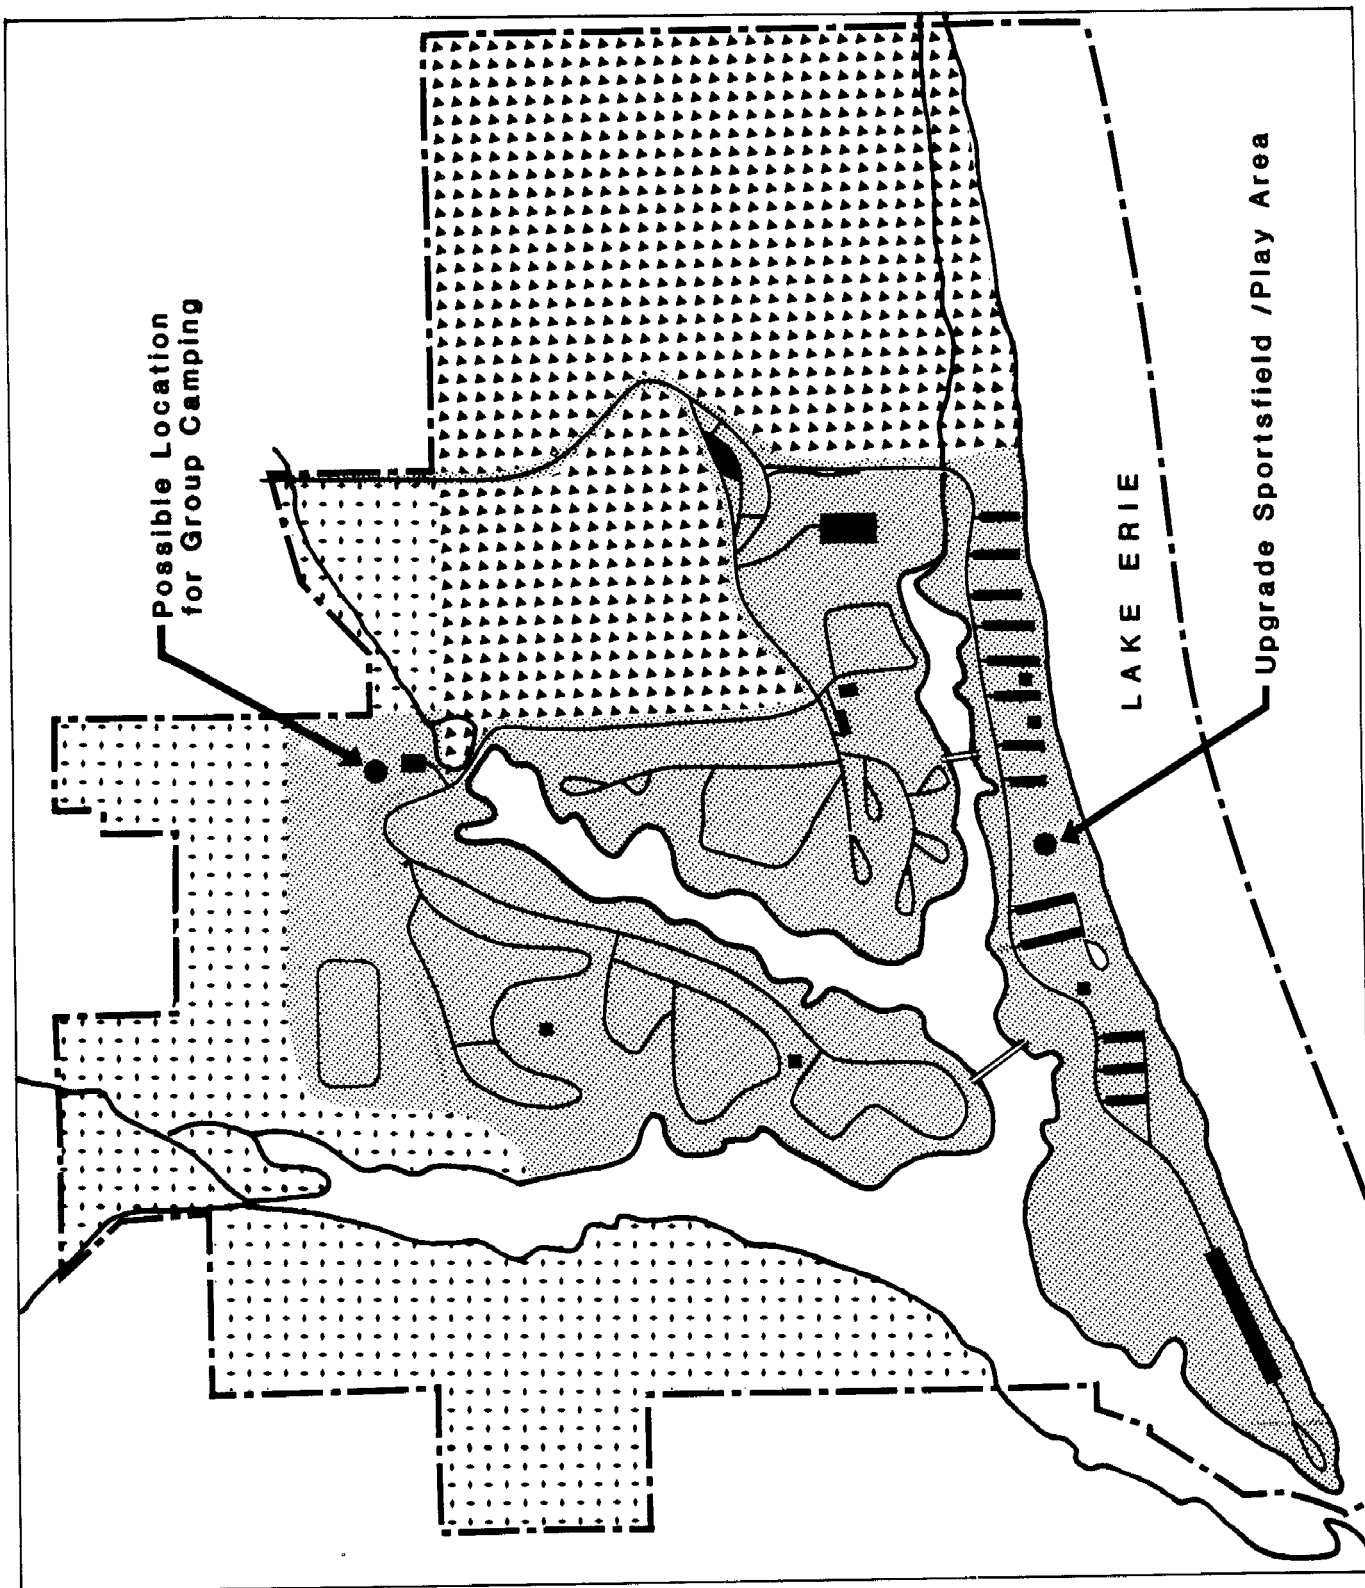 Possible Location
for Group Camping
LAKE ERIE
Upgrade Sportsfield /Play Area